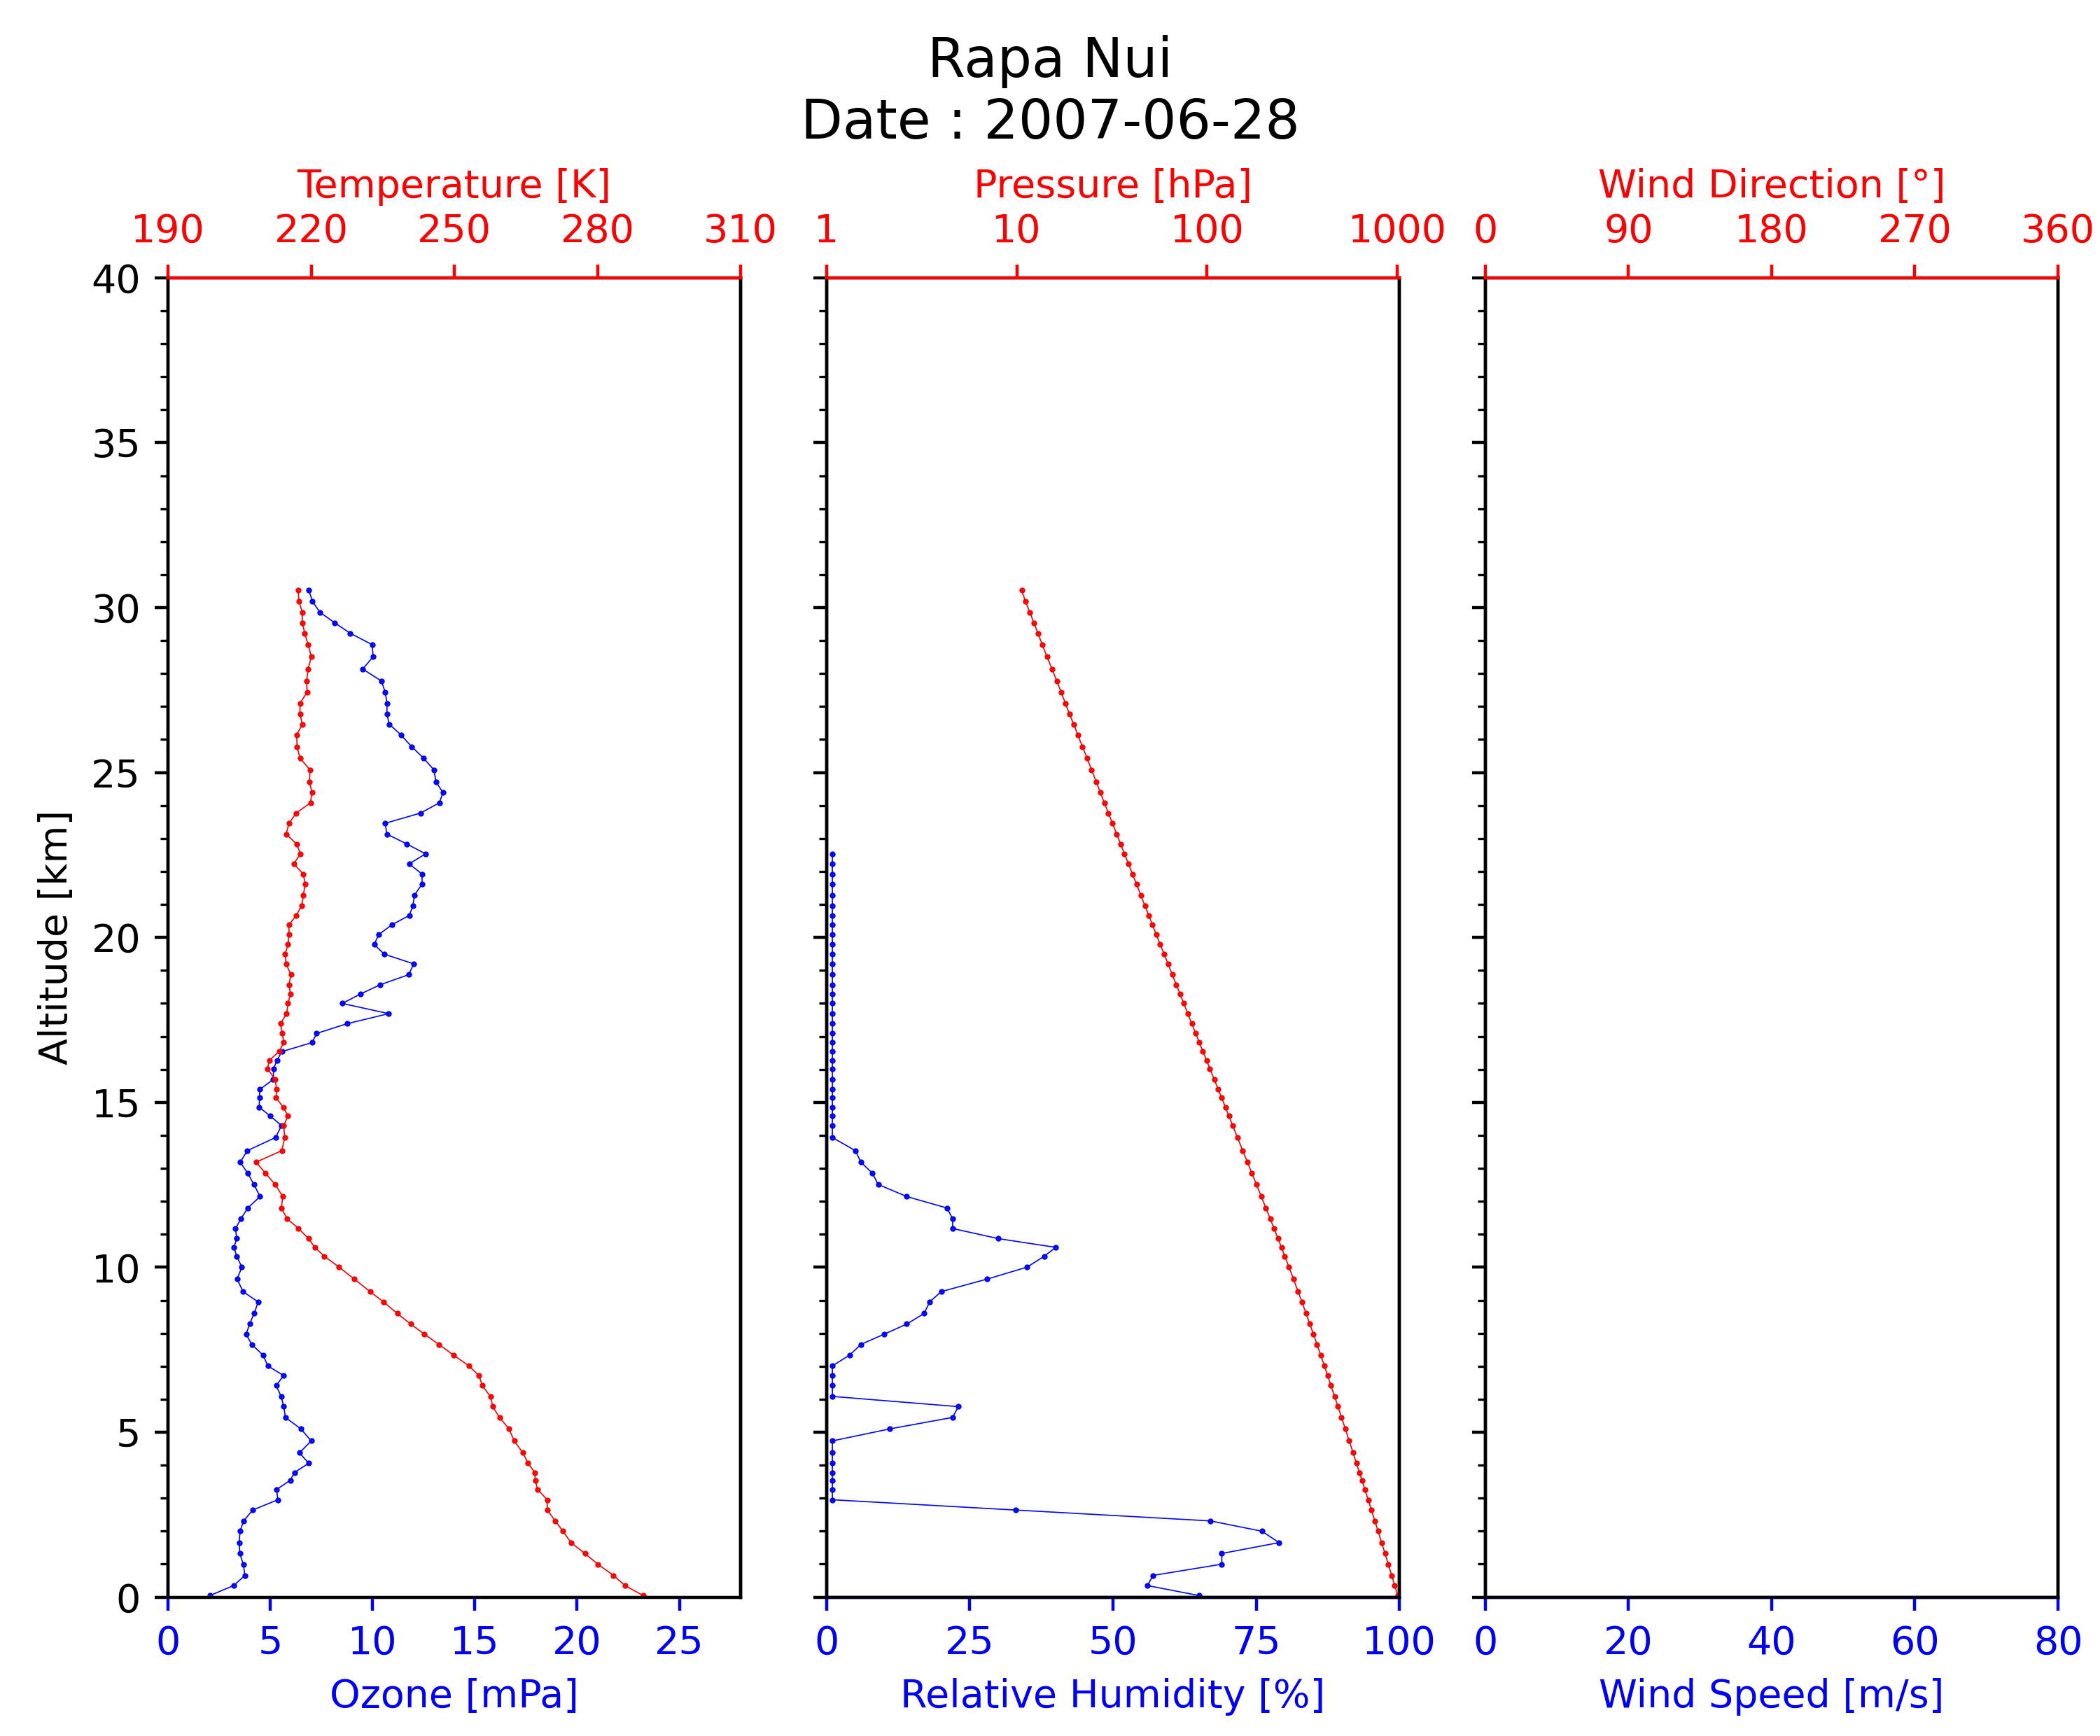 Rapa Nui
Date : 2007-06-28
Temperature [K]
190 220 250 280 310
Pressure [hPa]
1 10 100 1000
Wind Direction [°]
0 90 180 270 360
Altitude [km]
40
35
30
25
20
15
10
5
0
0 5 10 15 20 25
Ozone [mPa]
0 25 50 75 100
Relative Humidity [%]
0 20 40 60 80
Wind Speed [m/s]